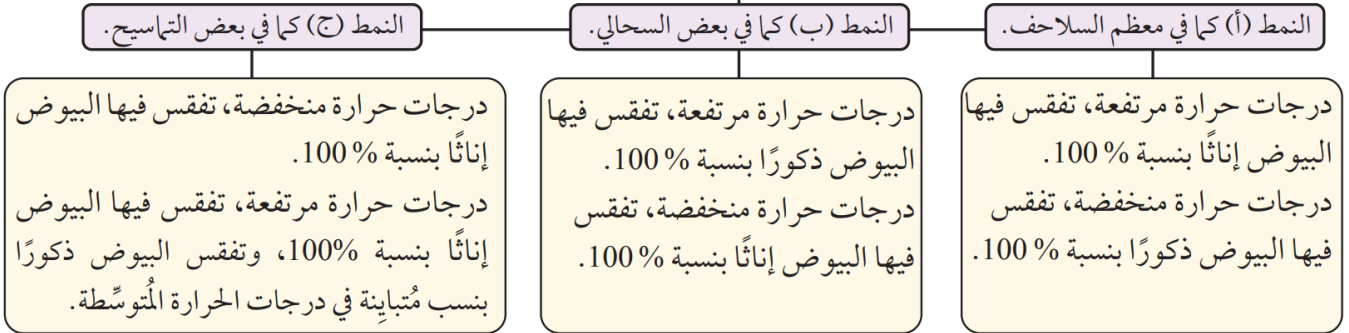 النمط (أ) كما في معظم السلاحف.
درجات حرارة مرتفعة، تفقس فيها
البيوض إناثًا بنسبة % 100.
درجات حرارة منخفضة، تفقس
فيها البيوض ذكورًا بنسبة % 100.
النمط (ب) كما في بعض السحالي.
درجات حرارة مرتفعة، تفقس فيها
البيوض ذكورًا بنسبة % 100.
درجات حرارة منخفضة، تفقس
فيها البيوض إناثًا بنسبة % 100.
النمط (ج) كما في بعض التماسيح.
درجات حرارة منخفضة، تفقس فيها البيوض
إناثًا بنسبة % 100.
درجات حرارة مرتفعة، تفقس فيها البيوض
إناثًا بنسبة %100، وتفقس البيوض ذكورًا
بنسب مُتبايِنة في درجات الحرارة المُتوسِّطة.